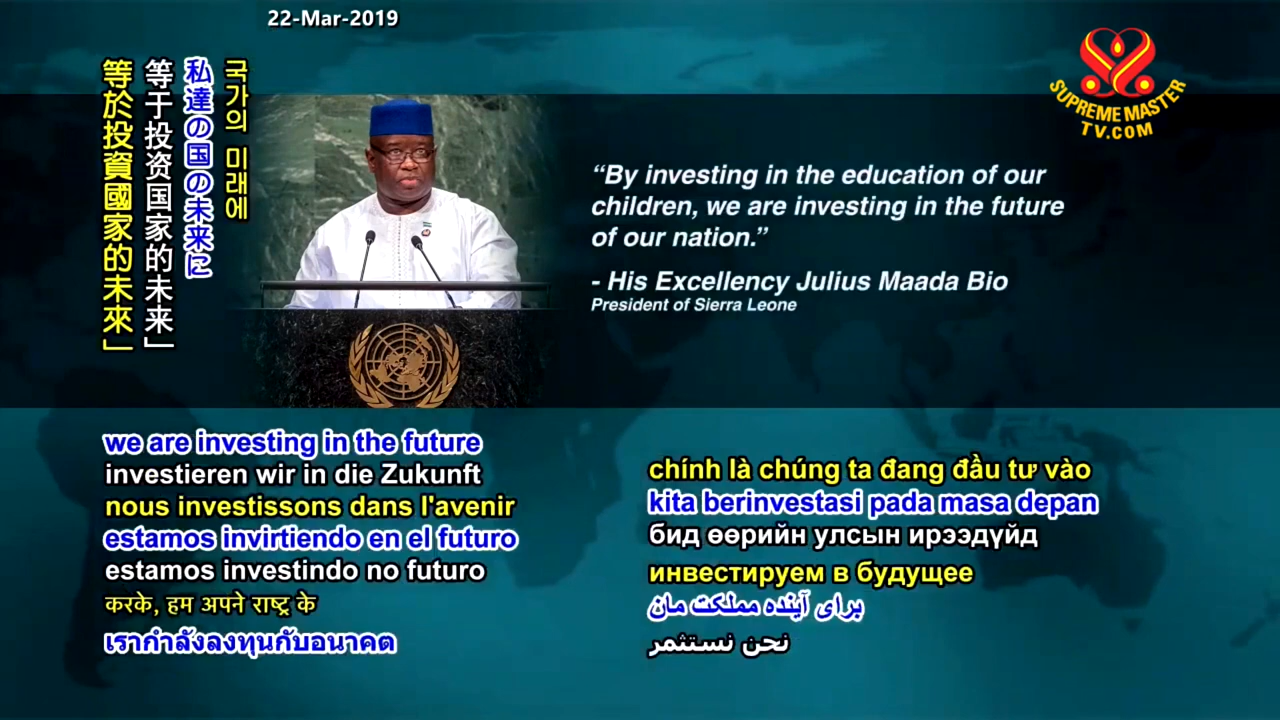 22-Mar-2019
국가의 미래에
私達の国の未来に
等于投资国家的未来」
等於投資國家的未來」
SUPREME MASTER
TV.COM
“By investing in the education of our
children, we are investing in the future
of our nation.”
- His Excellency Julius Maada Bio
President of Sierra Leone
we are investing in the future
investieren wir in die Zukunft
nous investissons dans l'avenir
estamos invirtiendo en el futuro
estamos investindo no futuro
करके, हम अपने राष्ट्र के
เรากำลังลงทุนกับอนาคต
chính là chúng ta đang đầu tư vào
kita berinvestasi pada masa depan
бид өөрийн улсын ирээдүйд
инвестируем в будущее
برای آینده مملکت مان
نحن نستثمر